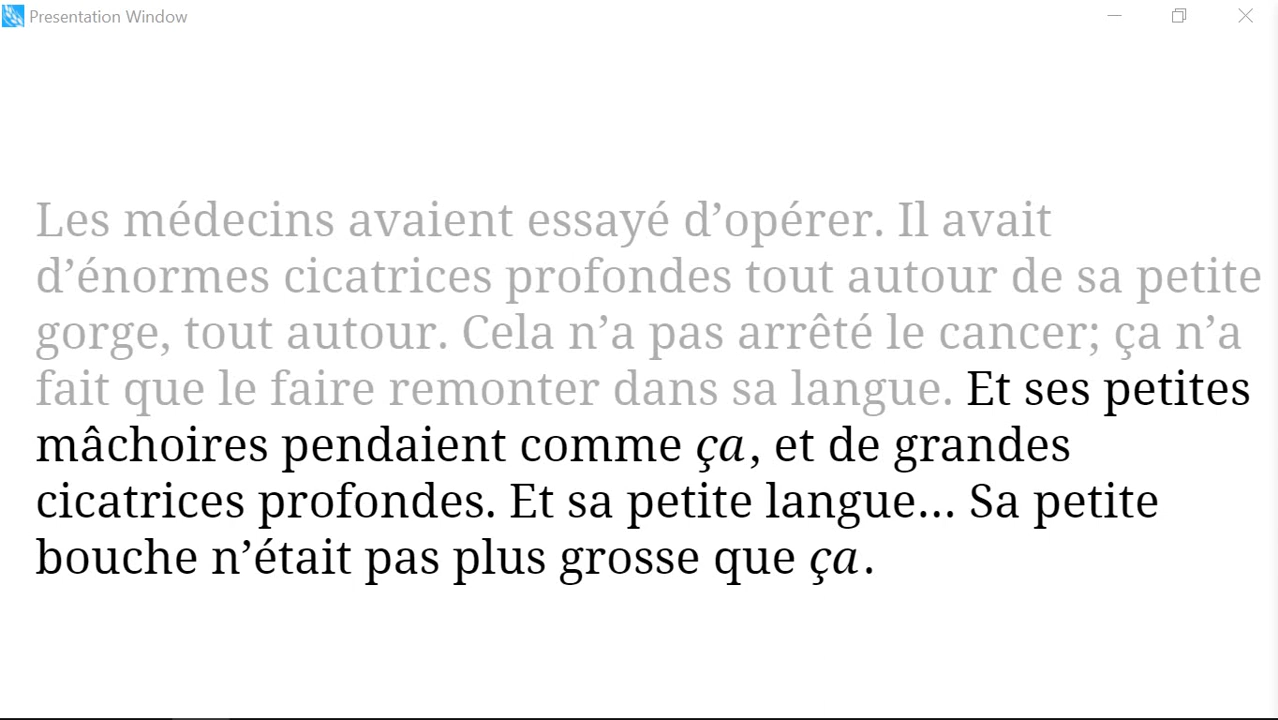 Presentation Window
Les médecins avaient essayé d’opérer. Il avait
d’énormes cicatrices profondes tout autour de sa petite
gorge, tout autour. Cela n’a pas arrêté le cancer; ça n’a
fait que le faire remonter dans sa langue. Et ses petites
mâchoires pendaient comme ça, et de grandes
cicatrices profondes. Et sa petite langue... Sa petite
bouche n’était pas plus grosse que ça.